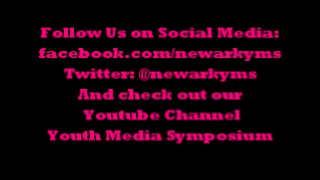 Follow Us on Social Media:
facebook.com/newarkyms
Twitter: @newarkyms
And check out our
Youtube Channel
Youth Media Symposium